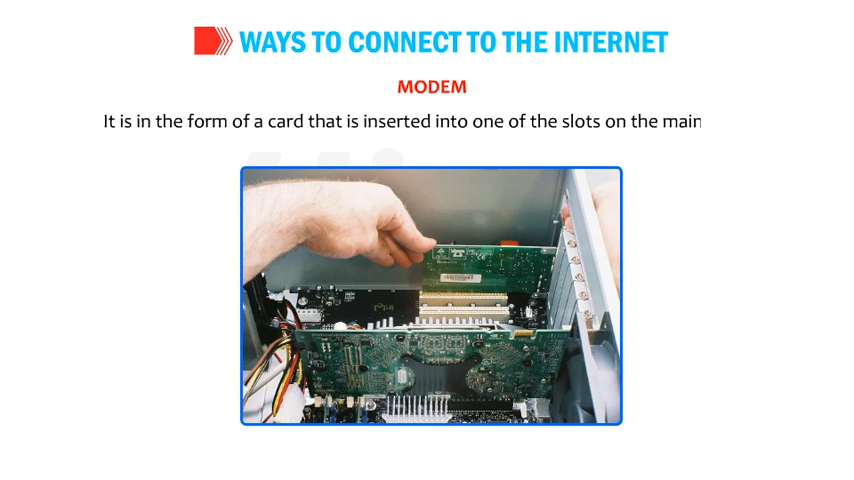 WAYS TO CONNECT TO THE INTERNET
MODEM
It is in the form of a card that is inserted into one of the slots on the main
intel